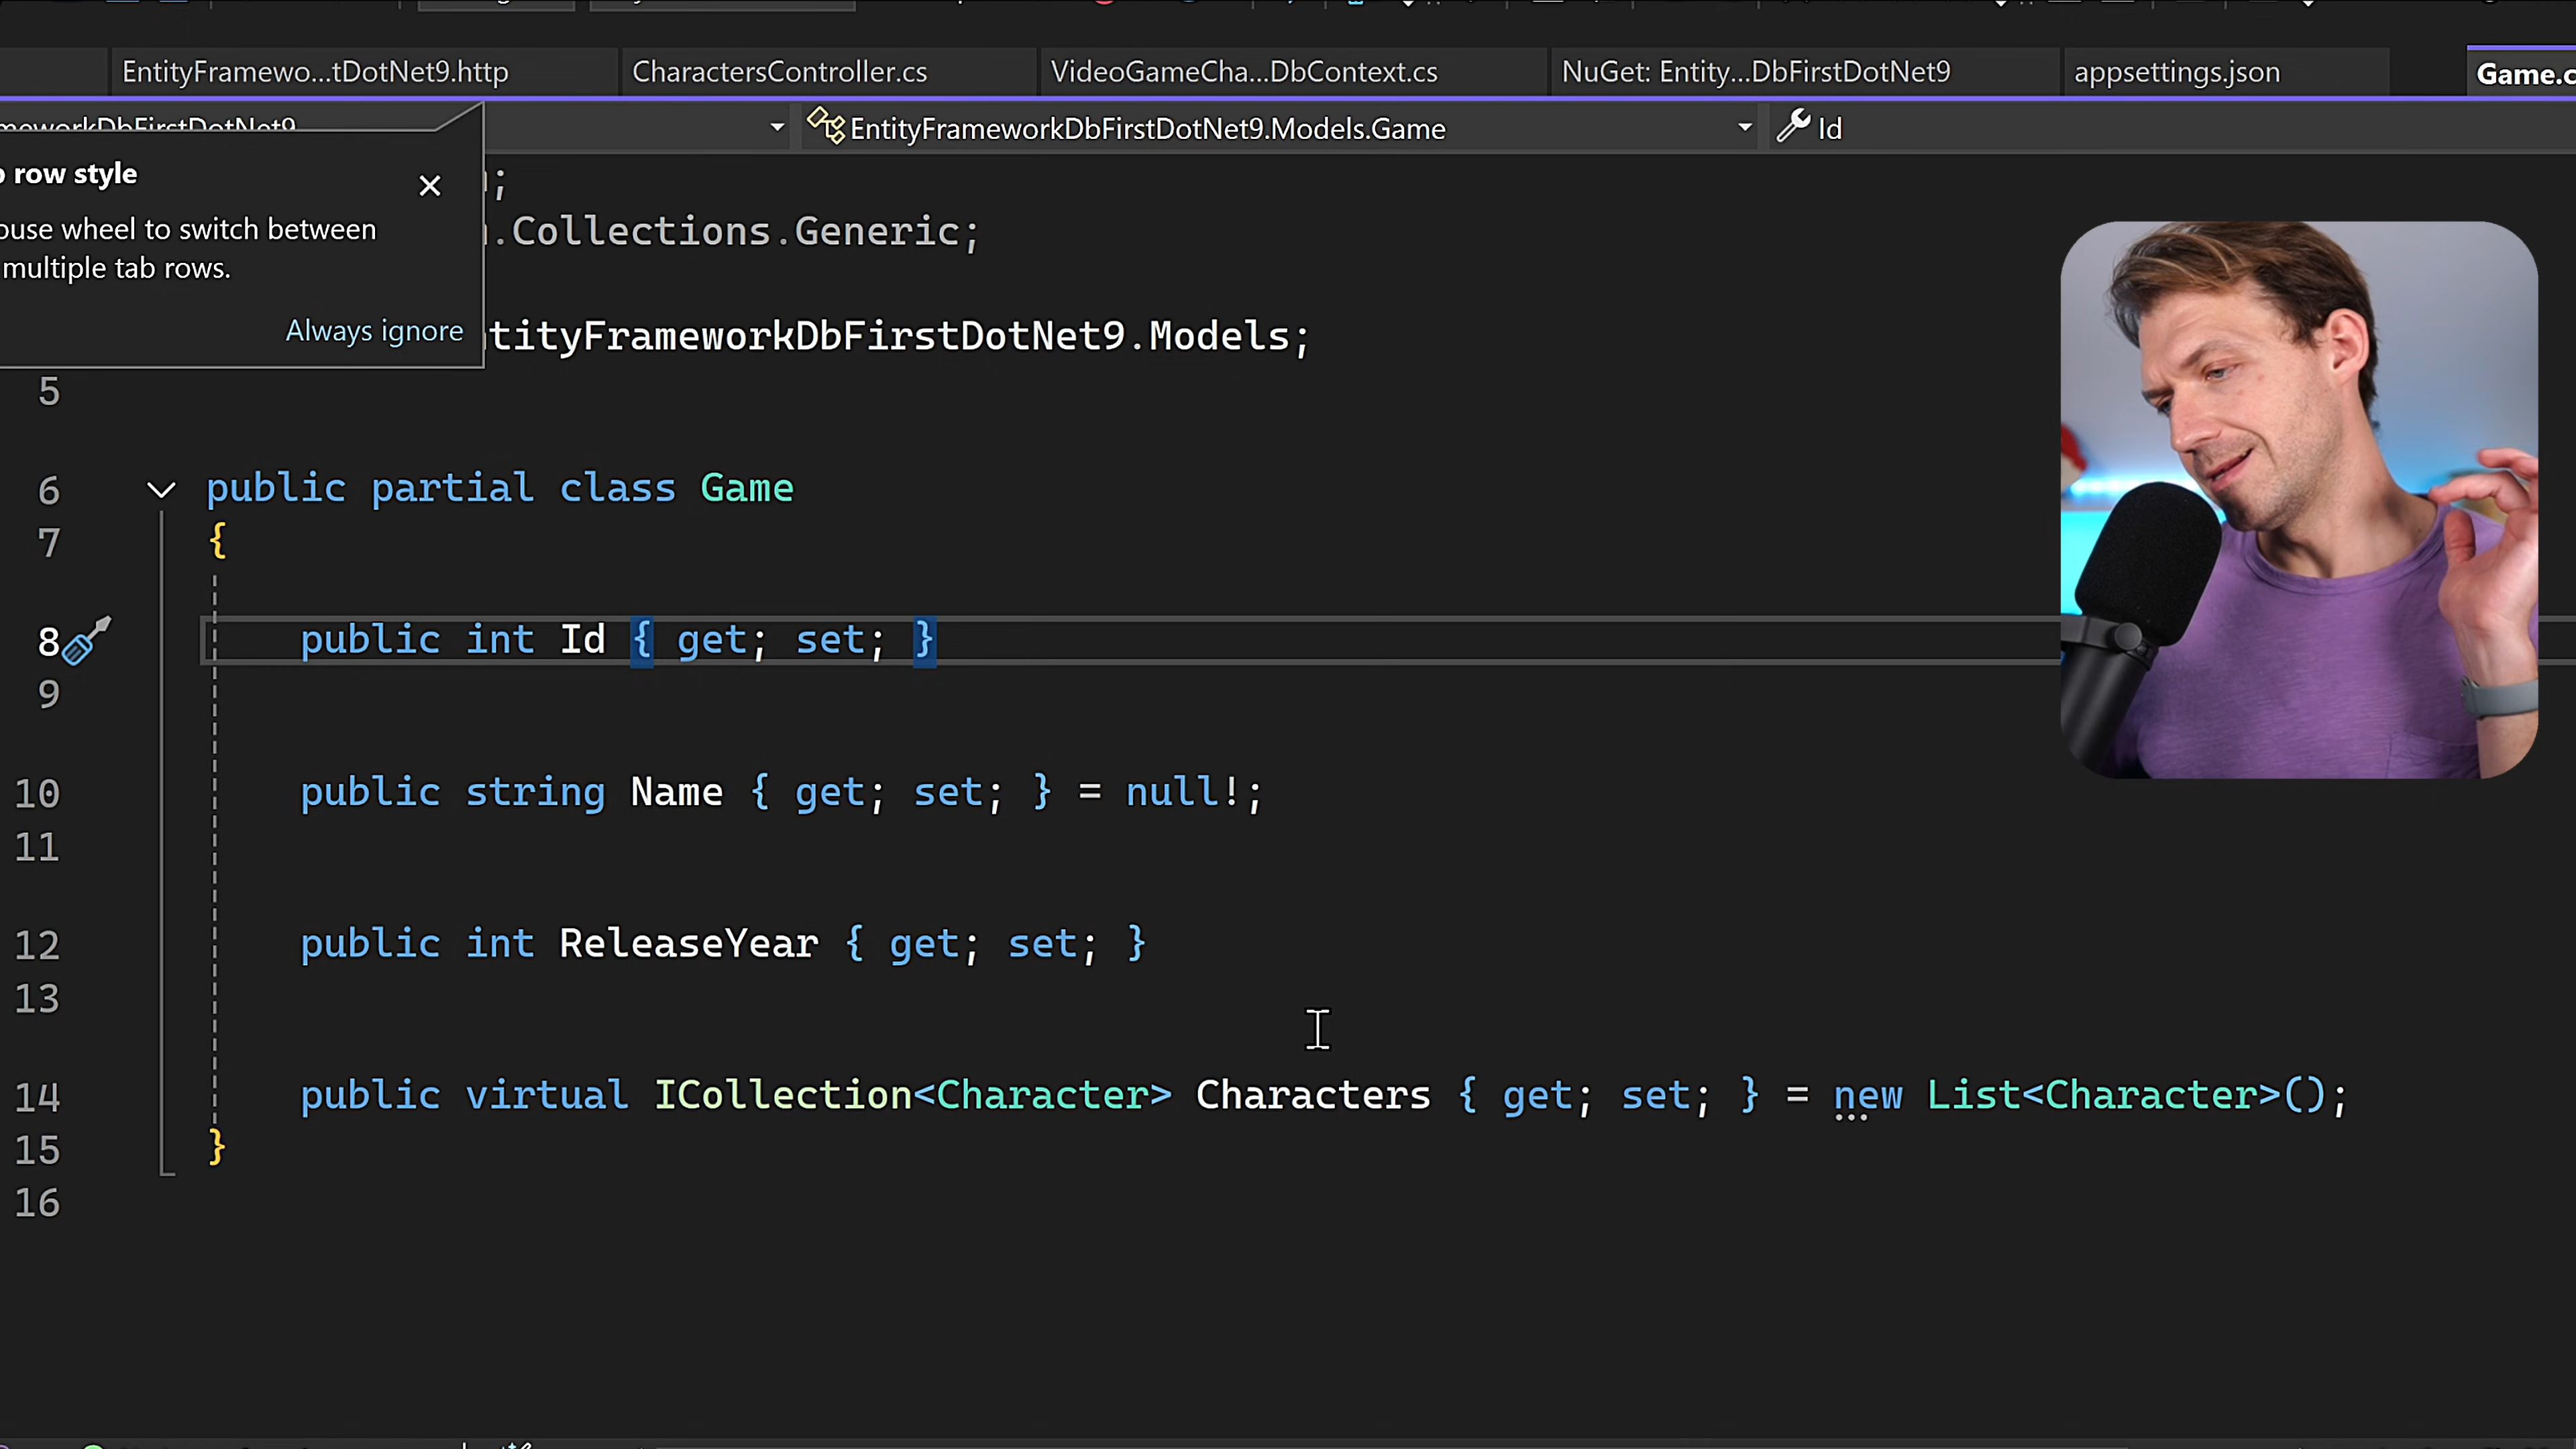 EntityFramewo...tDotNet9.http CharactersController.cs VideoGameCha...DbContext.cs NuGet: Entity...DbFirstDotNet9 appsettings.json Game.c
meworkDbFirstDotNet9 EntityFrameworkDbFirstDotNet9.Models.Game Id
row style
ouse wheel to switch between
multiple tab rows.
Always ignore
;
.Collections.Generic;
tityFrameworkDbFirstDotNet9.Models;
5
6 public partial class Game
7 {
8 public int Id { get; set; }
9
10 public string Name { get; set; } = null!;
11
12 public int ReleaseYear { get; set; }
13
14 public virtual ICollection<Character> Characters { get; set; } = new List<Character>();
15 }
16